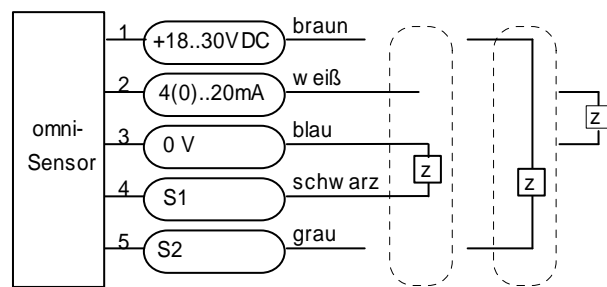 omni-
Sensor
1 +18..30VDC braun
2 4(0)..20mA weiß
3 0 V blau
4 S1 schwarz
5 S2 grau
z
z
z